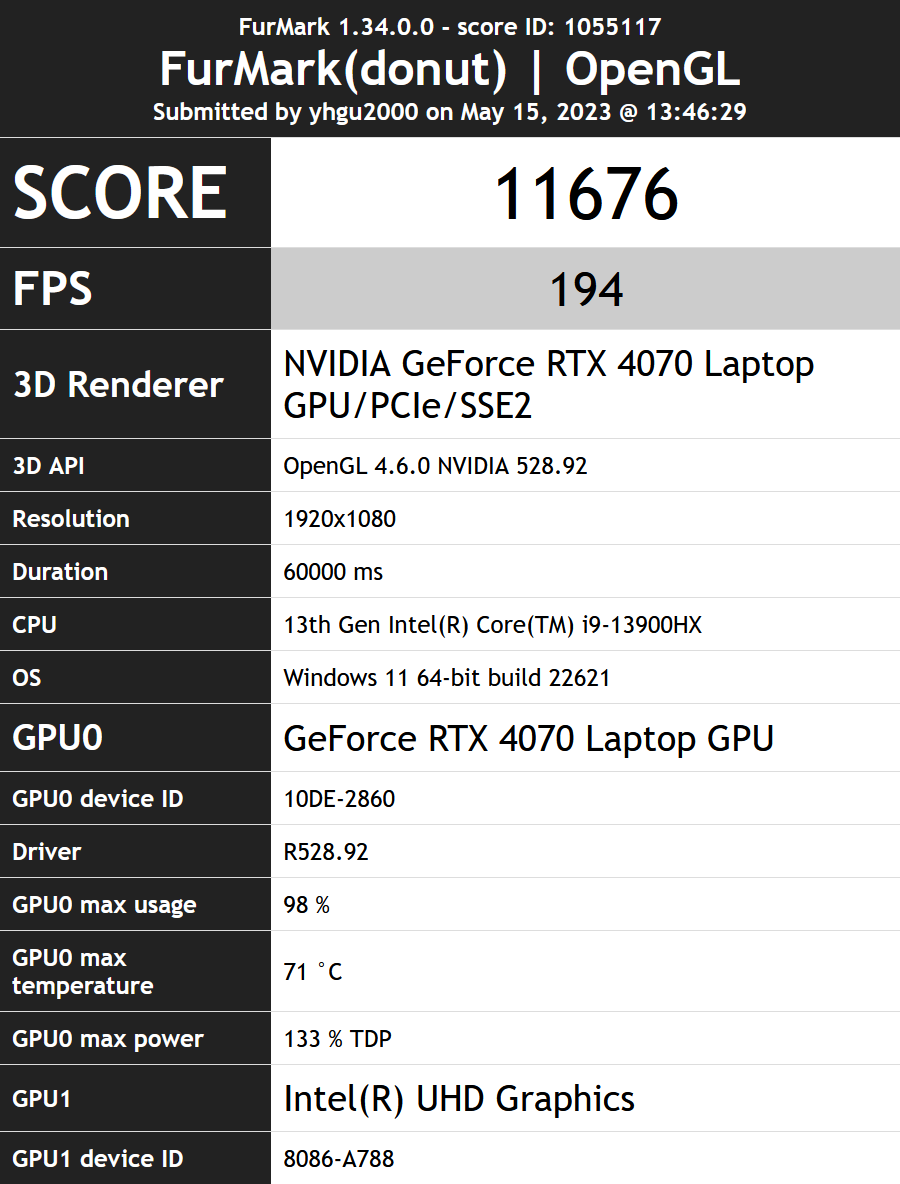 FurMark 1.34.0.0 - score ID: 1055117
FurMark(donut) | OpenGL
Submitted by yhgu2000 on May 15, 2023 @ 13:46:29
SCORE 11676
FPS 194
3D Renderer NVIDIA GeForce RTX 4070 Laptop
GPU/PCIe/SSE2
3D API OpenGL 4.6.0 NVIDIA 528.92
Resolution 1920x1080
Duration 60000 ms
CPU 13th Gen Intel(R) Core(TM) i9-13900HX
OS Windows 11 64-bit build 22621
GPU0 GeForce RTX 4070 Laptop GPU
GPU0 device ID 10DE-2860
Driver R528.92
GPU0 max usage 98 %
GPU0 max
temperature 71 °C
GPU0 max power 133 % TDP
GPU1 Intel(R) UHD Graphics
GPU1 device ID 8086-A788